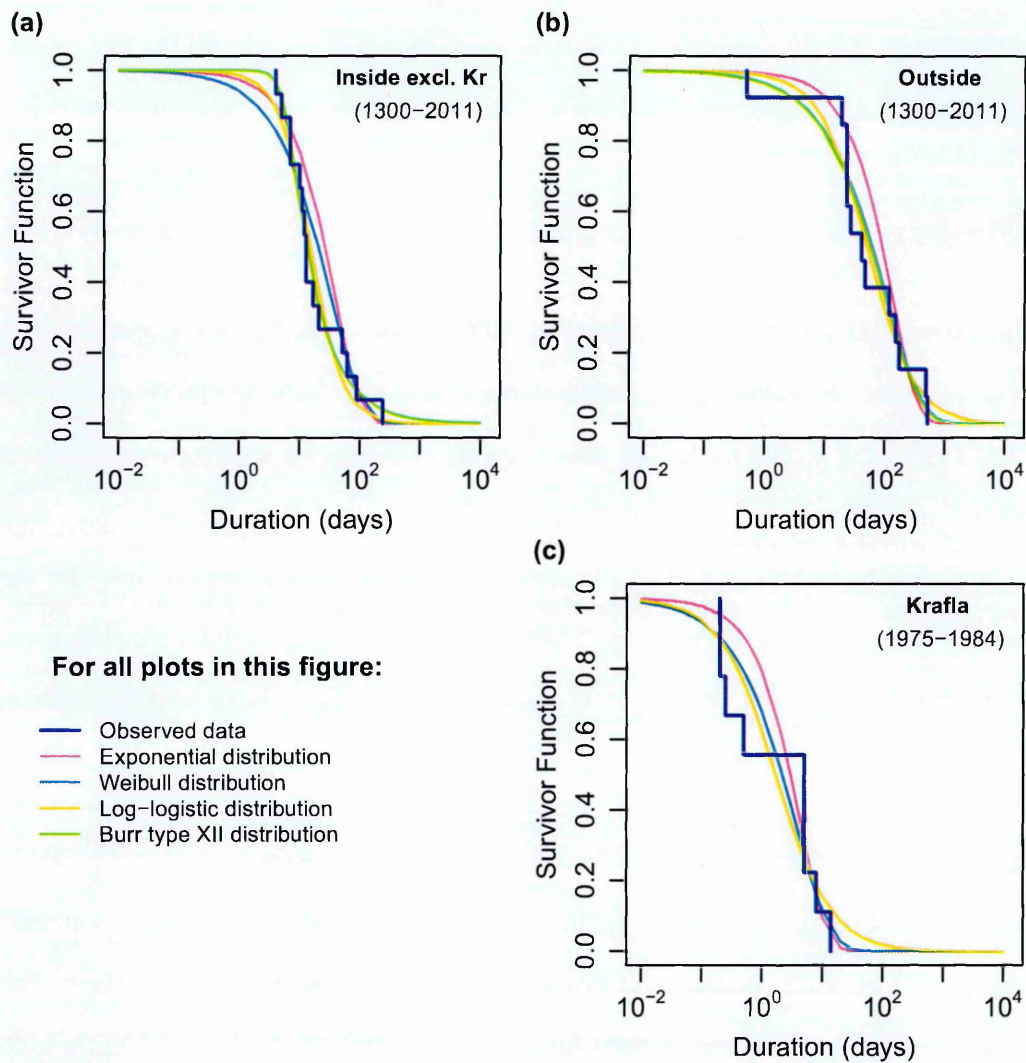 (a)
Inside excl. Kr
(1300−2011)
Survivor Function
1.0
0.8
0.6
0.4
0.2
0.0
10⁻²
10⁰
10²
10⁴
Duration (days)
(b)
Outside
(1300−2011)
Survivor Function
1.0
0.8
0.6
0.4
0.2
0.0
10⁻²
10⁰
10²
10⁴
Duration (days)
(c)
Krafla
(1975−1984)
Survivor Function
1.0
0.8
0.6
0.4
0.2
0.0
10⁻²
10⁰
10²
10⁴
Duration (days)
For all plots in this figure:
Observed data
Exponential distribution
Weibull distribution
Log−logistic distribution
Burr type XII distribution